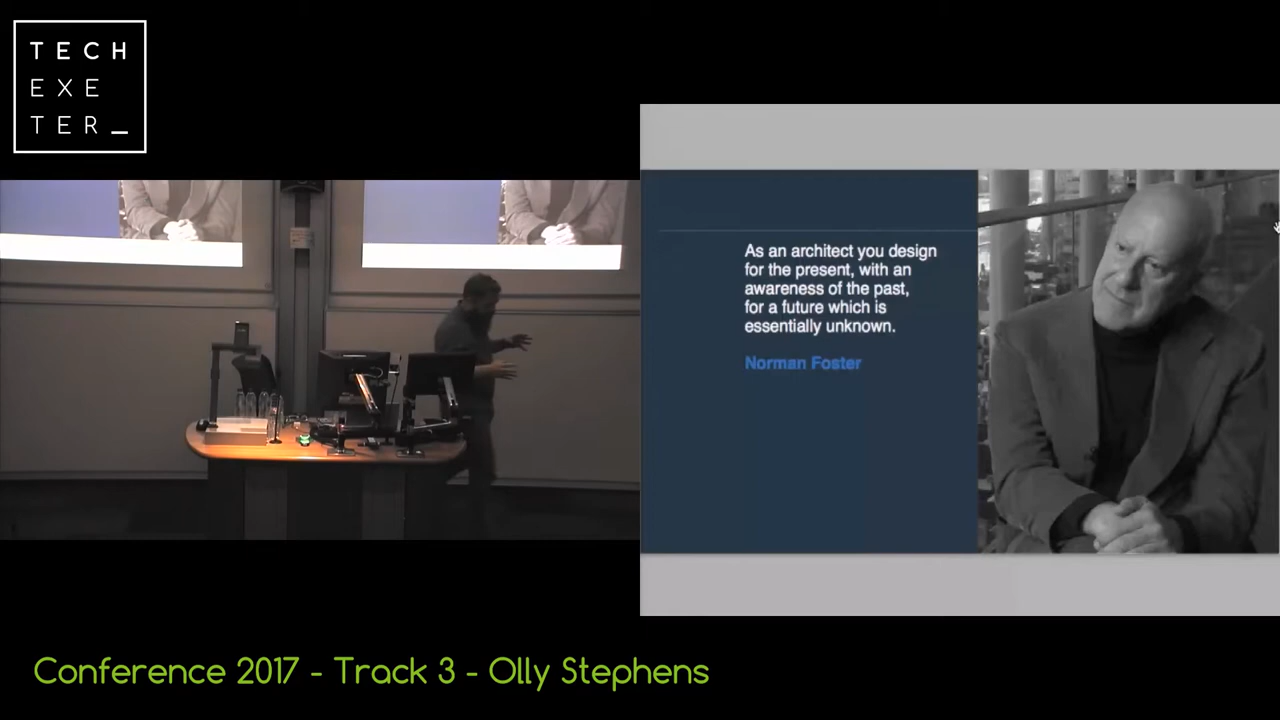 TECH
EXE
TER_
As an architect you design
for the present, with an
awareness of the past,
for a future which is
essentially unknown.
Norman Foster
Conference 2017 - Track 3 - Olly Stephens